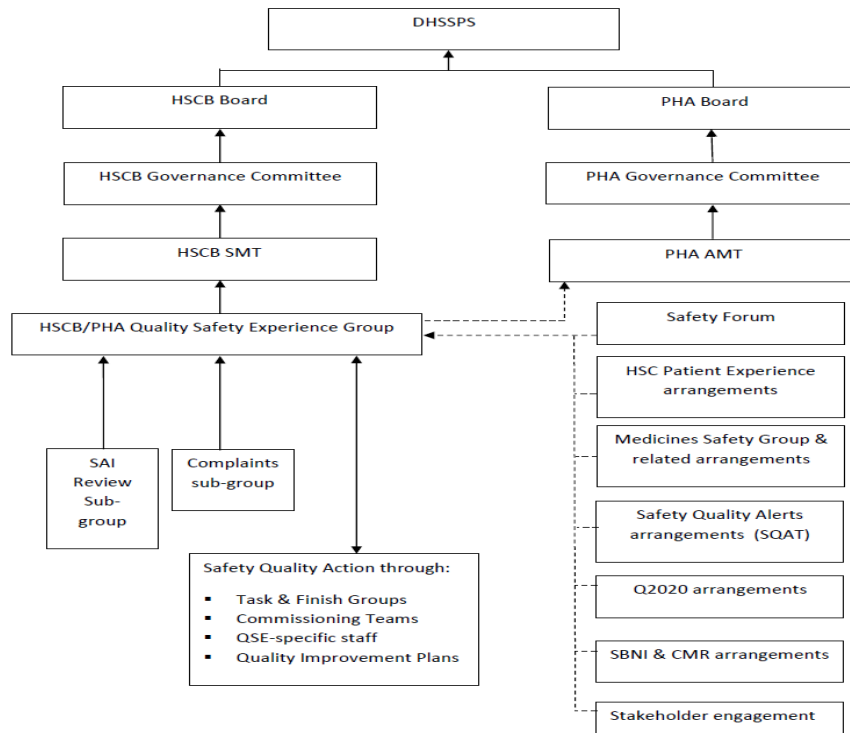 DHSSPS
HSCB Board
PHA Board
HSCB Governance Committee
PHA Governance Committee
HSCB SMT
PHA AMT
HSCB/PHA Quality Safety Experience Group
Safety Forum
HSC Patient Experience
arrangements
Medicines Safety Group &
related arrangements
SAI
Review
Sub-
group
Complaints
sub-group
Safety Quality Alerts
arrangements (SQAT)
Safety Quality Action through:
▪ Task & Finish Groups
▪ Commissioning Teams
▪ QSE-specific staff
▪ Quality Improvement Plans
Q2020 arrangements
SBNI & CMR arrangements
Stakeholder engagement